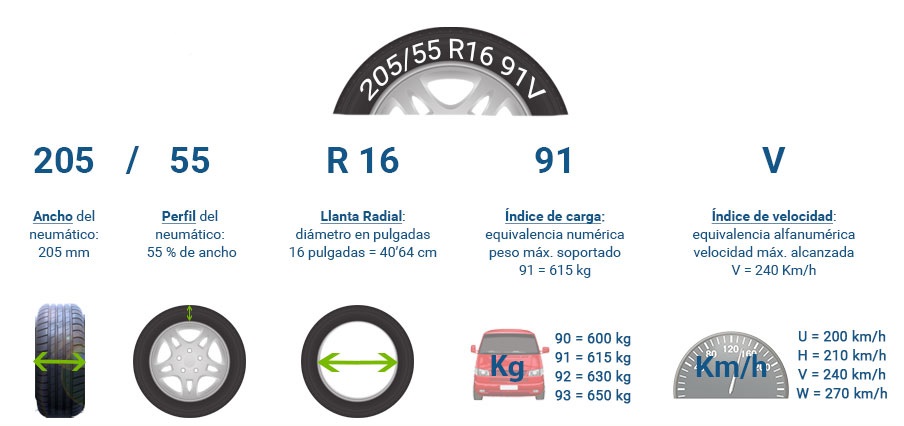 205/55 R16 91V
205 / 55
R 16
91
V
Ancho del
neumático:
205 mm
Perfil del
neumático:
55 % de ancho
Llanta Radial:
diámetro en pulgadas
16 pulgadas = 40'64 cm
Índice de carga:
equivalencia numérica
peso máx. soportado
91 = 615 kg
Índice de velocidad:
equivalencia alfanumérica
velocidad máx. alcanzada
V = 240 Km/h
Kg
90 = 600 kg
91 = 615 kg
92 = 630 kg
93 = 650 kg
80 120 160
200
Km/h
U = 200 km/h
H = 210 km/h
V = 240 km/h
W = 270 km/h